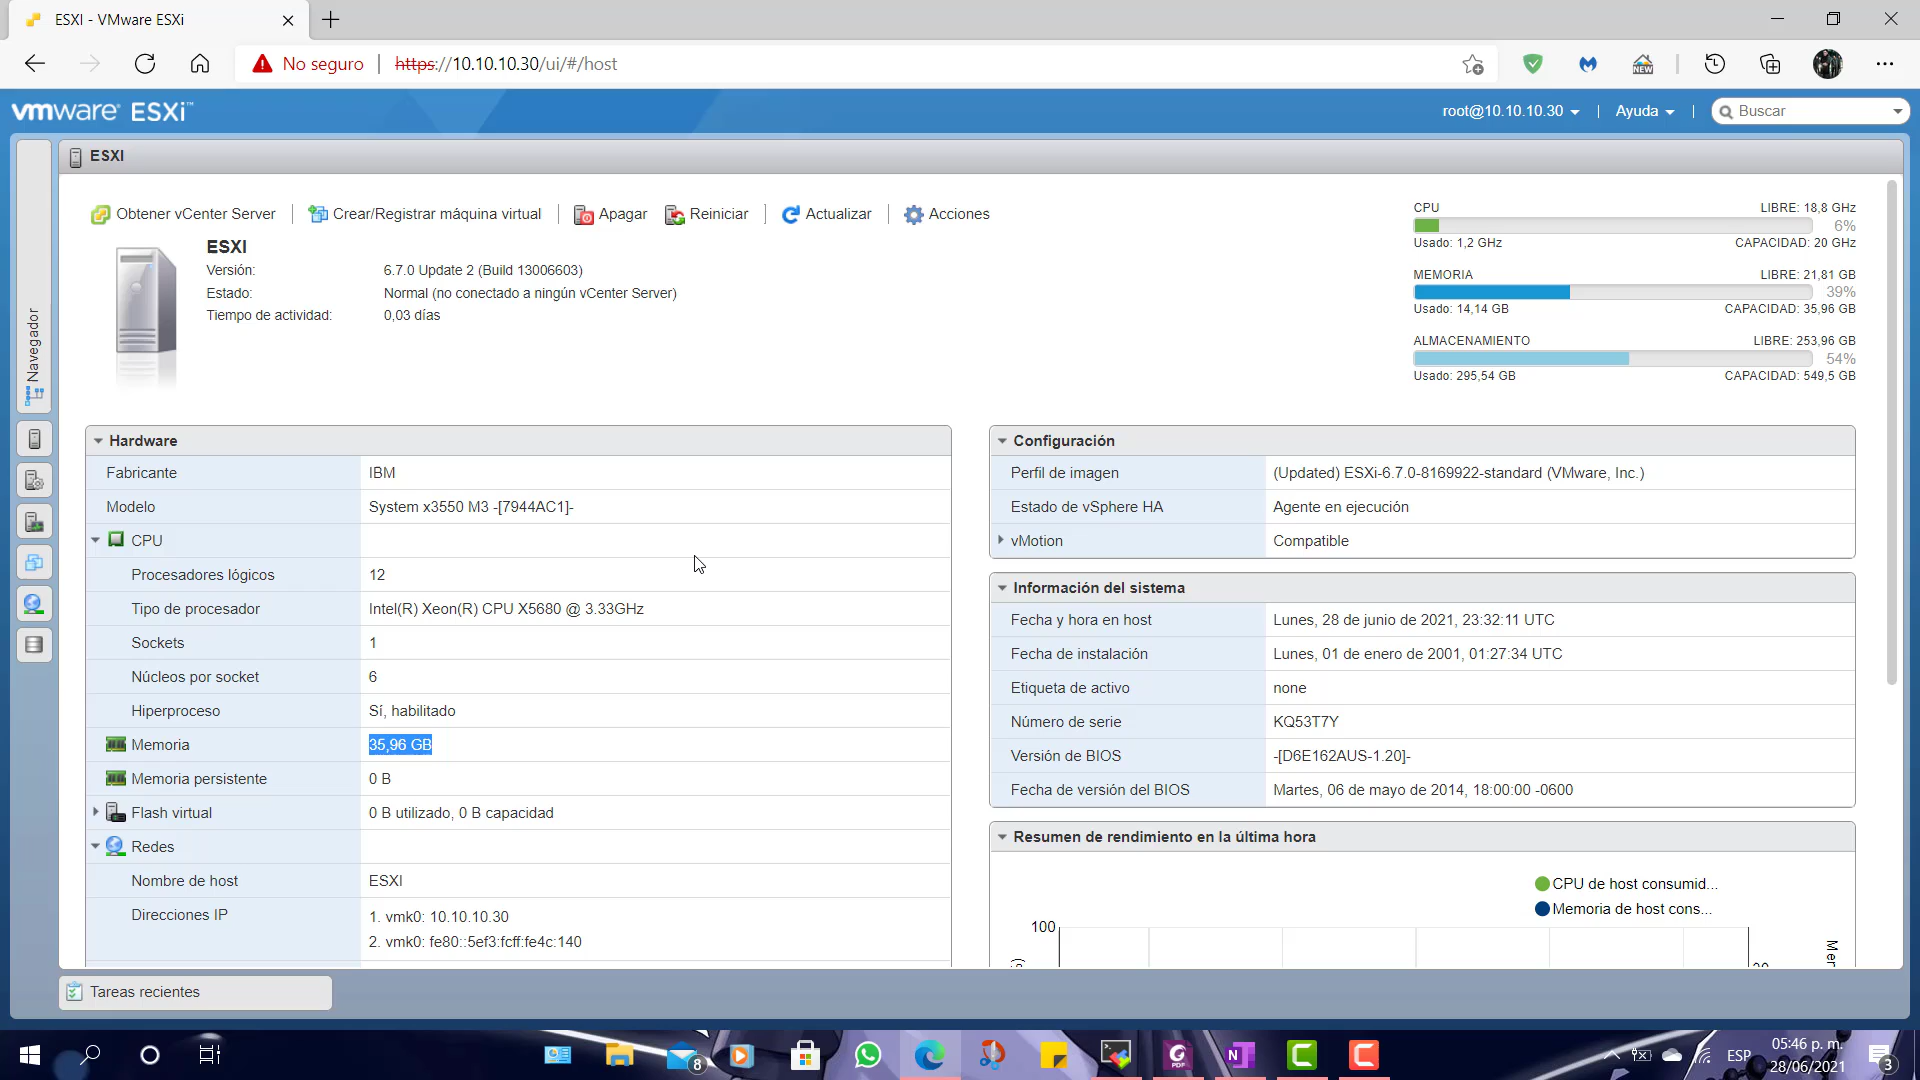 ESXI - VMware ESXi
No seguro
https://10.10.10.30/ui/#/host
NEW
vmware ESXi™
root@10.10.10.30
Ayuda
Buscar
Navegador
ESXI
Obtener vCenter Server
Crear/Registrar máquina virtual
Apagar
Reiniciar
Actualizar
Acciones
ESXI
Versión: 6.7.0 Update 2 (Build 13006603)
Estado: Normal (no conectado a ningún vCenter Server)
Tiempo de actividad: 0,03 días
CPU LIBRE: 18,8 GHz
6%
Usado: 1,2 GHz CAPACIDAD: 20 GHz
MEMORIA LIBRE: 21,81 GB
39%
Usado: 14,14 GB CAPACIDAD: 35,96 GB
ALMACENAMIENTO LIBRE: 253,96 GB
54%
Usado: 295,54 GB CAPACIDAD: 549,5 GB
Hardware
Fabricante IBM
Modelo System x3550 M3 -[7944AC1]-
CPU
Procesadores lógicos 12
Tipo de procesador Intel(R) Xeon(R) CPU X5680 @ 3.33GHz
Sockets 1
Núcleos por socket 6
Hiperproceso Sí, habilitado
Memoria 35,96 GB
Memoria persistente 0 B
Flash virtual 0 B utilizado, 0 B capacidad
Redes
Nombre de host ESXI
Direcciones IP 1. vmk0: 10.10.10.30
2. vmk0: fe80::5ef3:fcff:fe4c:140
Configuración
Perfil de imagen (Updated) ESXi-6.7.0-8169922-standard (VMware, Inc.)
Estado de vSphere HA Agente en ejecución
vMotion Compatible
Información del sistema
Fecha y hora en host Lunes, 28 de junio de 2021, 23:32:11 UTC
Fecha de instalación Lunes, 01 de enero de 2001, 01:27:34 UTC
Etiqueta de activo none
Número de serie KQ53T7Y
Versión de BIOS -[D6E162AUS-1.20]-
Fecha de versión del BIOS Martes, 06 de mayo de 2014, 18:00:00 -0600
Resumen de rendimiento en la última hora
CPU de host consumid...
Memoria de host cons...
100
Tareas recientes
8
PDF
N
C
C
ESP
05:46 p. m.
28/06/2021
3